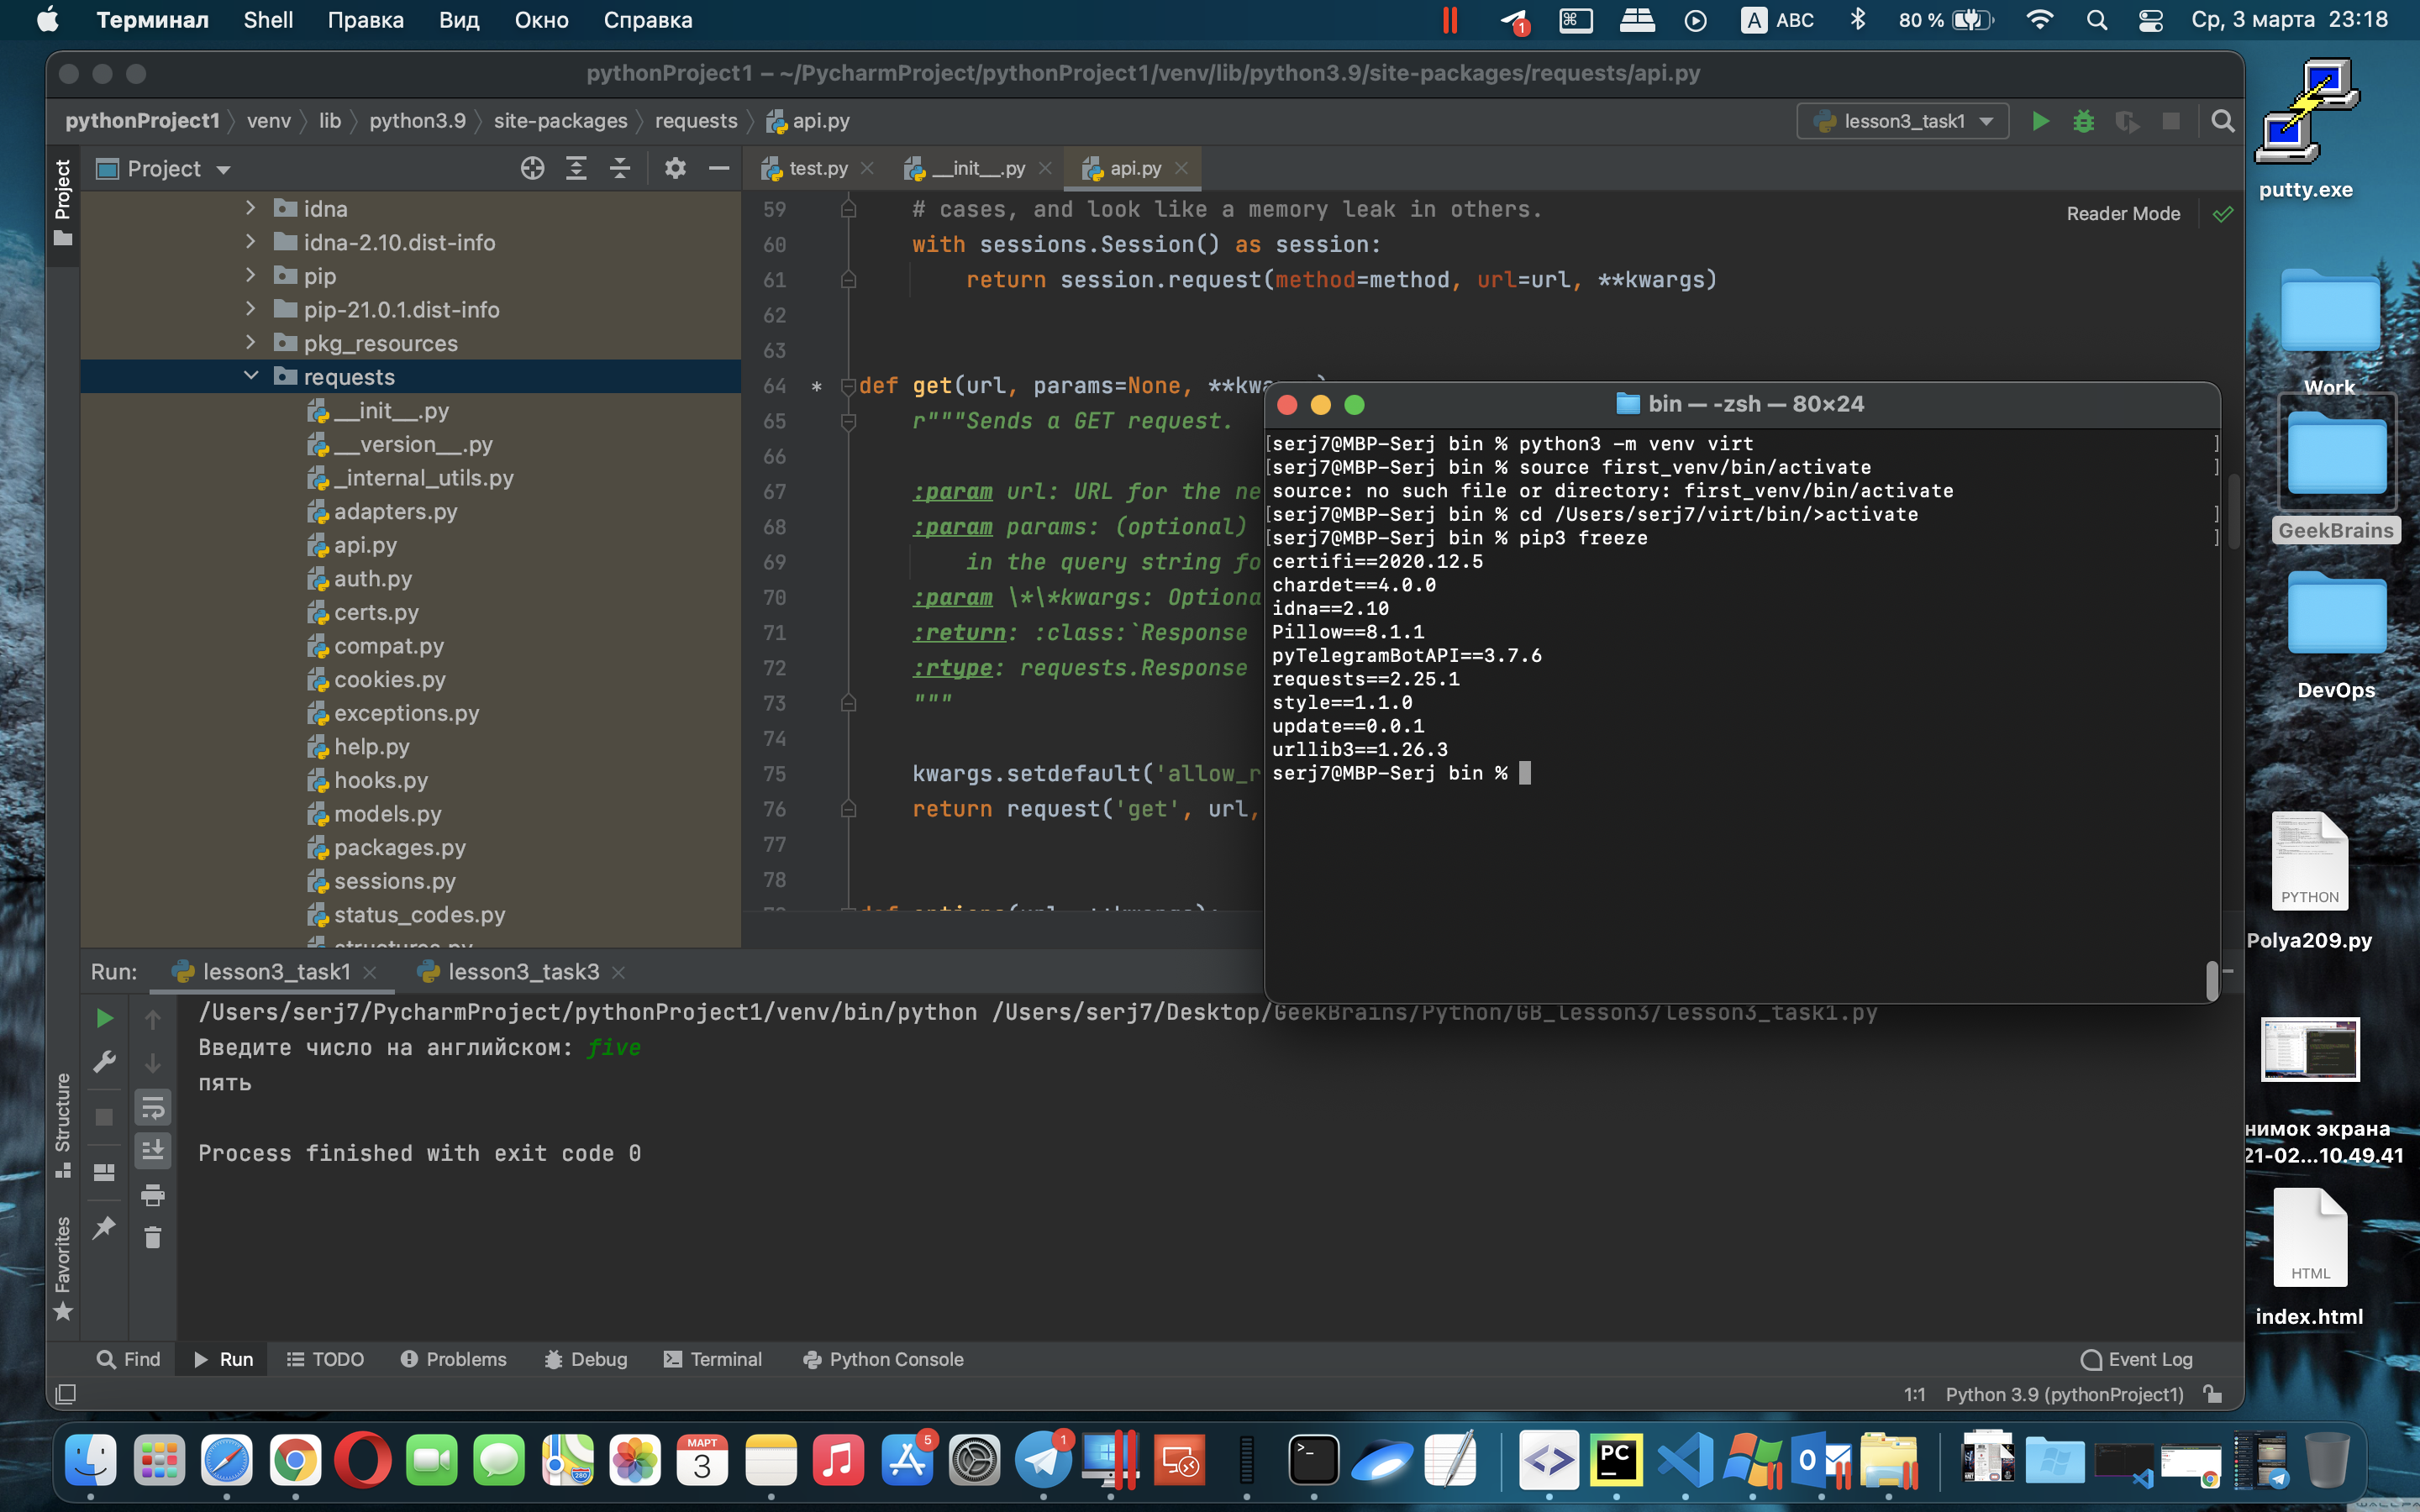 Терминал Shell Правка Вид Окно Справка
1 A ABC 80 % Ср, 3 марта 23:18
pythonProject1 – ~/PycharmProject/pythonProject1/venv/lib/python3.9/site-packages/requests/api.py
pythonProject1 venv lib python3.9 site-packages requests api.py
lesson3_task1
Project
Project
test.py
__init__.py
api.py
Reader Mode
idna
idna-2.10.dist-info
pip
pip-21.0.1.dist-info
pkg_resources
requests
__init__.py
__version__.py
_internal_utils.py
adapters.py
api.py
auth.py
certs.py
compat.py
cookies.py
exceptions.py
help.py
hooks.py
models.py
packages.py
sessions.py
status_codes.py
structures.py
59 # cases, and look like a memory leak in others.
60 with sessions.Session() as session:
61 return session.request(method=method, url=url, **kwargs)
62
63
64 * def get(url, params=None, **kw
65 r"""Sends a GET request.
66
67 :param url: URL for the ne
68 :param params: (optional)
69 in the query string fo
70 :param \*\*kwargs: Optiona
71 :return: :class:`Response
72 :rtype: requests.Response
73 """
74
75 kwargs.setdefault('allow_r
76 return request('get', url,
77
78
bin — -zsh — 80×24
[serj7@MBP-Serj bin % python3 -m venv virt ]
[serj7@MBP-Serj bin % source first_venv/bin/activate ]
source: no such file or directory: first_venv/bin/activate
[serj7@MBP-Serj bin % cd /Users/serj7/virt/bin/>activate ]
[serj7@MBP-Serj bin % pip3 freeze ]
certifi==2020.12.5
chardet==4.0.0
idna==2.10
Pillow==8.1.1
pyTelegramBotAPI==3.7.6
requests==2.25.1
style==1.1.0
update==0.0.1
urllib3==1.26.3
serj7@MBP-Serj bin %
Run: lesson3_task1 lesson3_task3
/Users/serj7/PycharmProject/pythonProject1/venv/bin/python /Users/serj7/Desktop/GeekBrains/Python/GB_Lesson3/lesson3_task1.py
Введите число на английском: five
пять
Process finished with exit code 0
Structure
Favorites
Find Run TODO Problems Debug Terminal Python Console Event Log
1:1 Python 3.9 (pythonProject1)
putty.exe
Work
GeekBrains
DevOps
PYTHON
Polya209.py
нимок экрана
21-02...10.49.41
HTML
index.html
МАРТ
3
280
5
1
PC